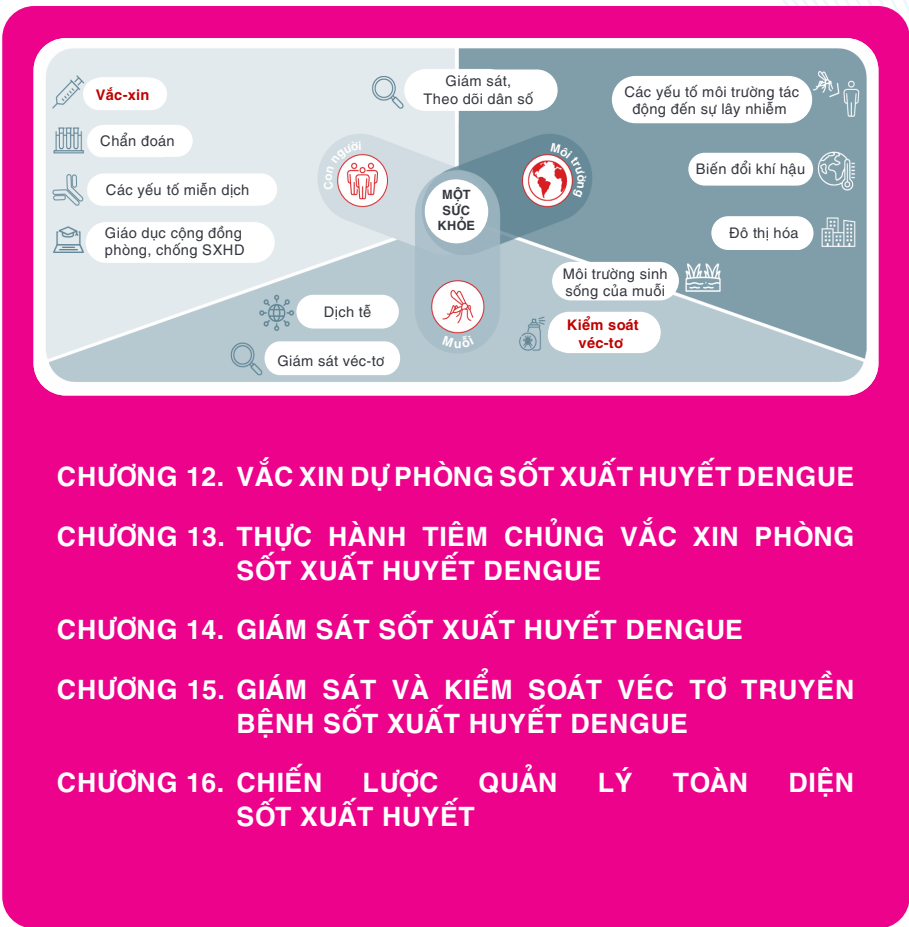 Vắc-xin
Chẩn đoán
Các yếu tố miễn dịch
Giáo dục cộng đồng
phòng, chống SXHD
Giám sát,
Theo dõi dân số
Con người
MỘT
SỨC
KHỎE
Môi trường
Muỗi
Các yếu tố môi trường tác
động đến sự lây nhiễm
Biến đổi khí hậu
Đô thị hóa
Môi trường sinh
sống của muỗi
Kiểm soát
véc-tơ
Dịch tễ
Giám sát véc-tơ
CHƯƠNG 12. VẮC XIN DỰ PHÒNG SỐT XUẤT HUYẾT DENGUE
CHƯƠNG 13. THỰC HÀNH TIÊM CHỦNG VẮC XIN PHÒNG
SỐT XUẤT HUYẾT DENGUE
CHƯƠNG 14. GIÁM SÁT SỐT XUẤT HUYẾT DENGUE
CHƯƠNG 15. GIÁM SÁT VÀ KIỂM SOÁT VÉC TƠ TRUYỀN
BỆNH SỐT XUẤT HUYẾT DENGUE
CHƯƠNG 16. CHIẾN LƯỢC QUẢN LÝ TOÀN DIỆN
SỐT XUẤT HUYẾT